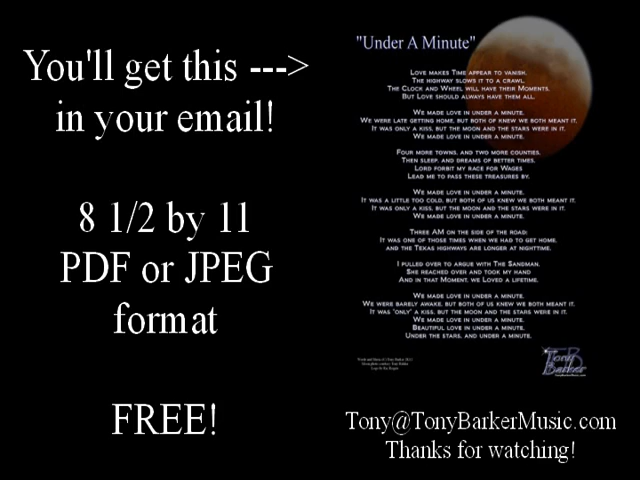 You'll get this --->
in your email!
8 1/2 by 11
PDF or JPEG
format
FREE!
"Under A Minute"
Love makes Time appear to vanish.
The highway slows it to a crawl.
The Clock and Wheel will have their Moments.
But Love should always have them all.
We made love in under a minute.
We were late getting home, but both of knew we both meant it.
It was only a kiss, but the moon and the stars were in it.
We made love in under a minute.
Four more towns, and two more counties.
Then sleep, and dreams of better times.
Lord forbit my race for Wages
Lead me to pass these treasures by.
We made love in under a minute.
It was a little too cold, but both of us knew we both meant it.
It was only a kiss, but the moon and the stars were in it.
We made love in under a minute.
Three AM on the side of the road;
It was one of those times when we had to get home,
and the Texas highways are longer at nighttime.
I pulled over to argue with The Sandman.
She reached over and took my hand
And in that Moment, we Loved a lifetime.
We made love in under a minute.
We were barely awake, but both of us knew we both meant it.
It was "only" a kiss, but the moon and the stars were in it.
We made love in under a minute.
Beautiful love in under a minute.
Under the stars, and under a minute.
Tony
Barker
TonyBarkerMusic.com
Tony@TonyBarkerMusic.com
Thanks for watching!